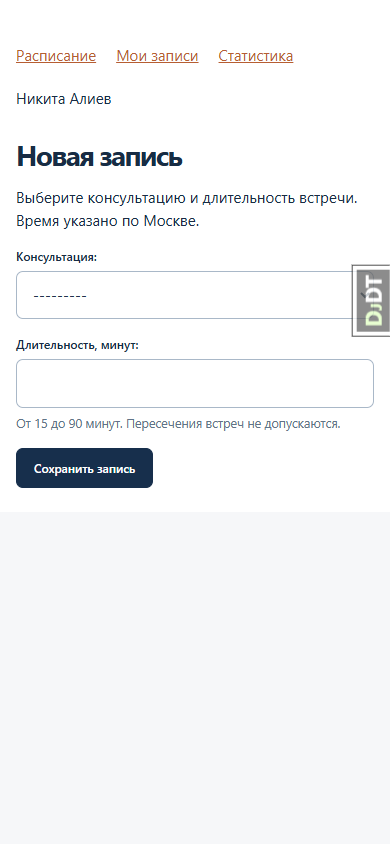 Расписание Мои записи Статистика
Никита Алиев
Новая запись
Выберите консультацию и длительность встречи.
Время указано по Москве.
Консультация:
---------
DjDT
Длительность, минут:
От 15 до 90 минут. Пересечения встреч не допускаются.
Сохранить запись